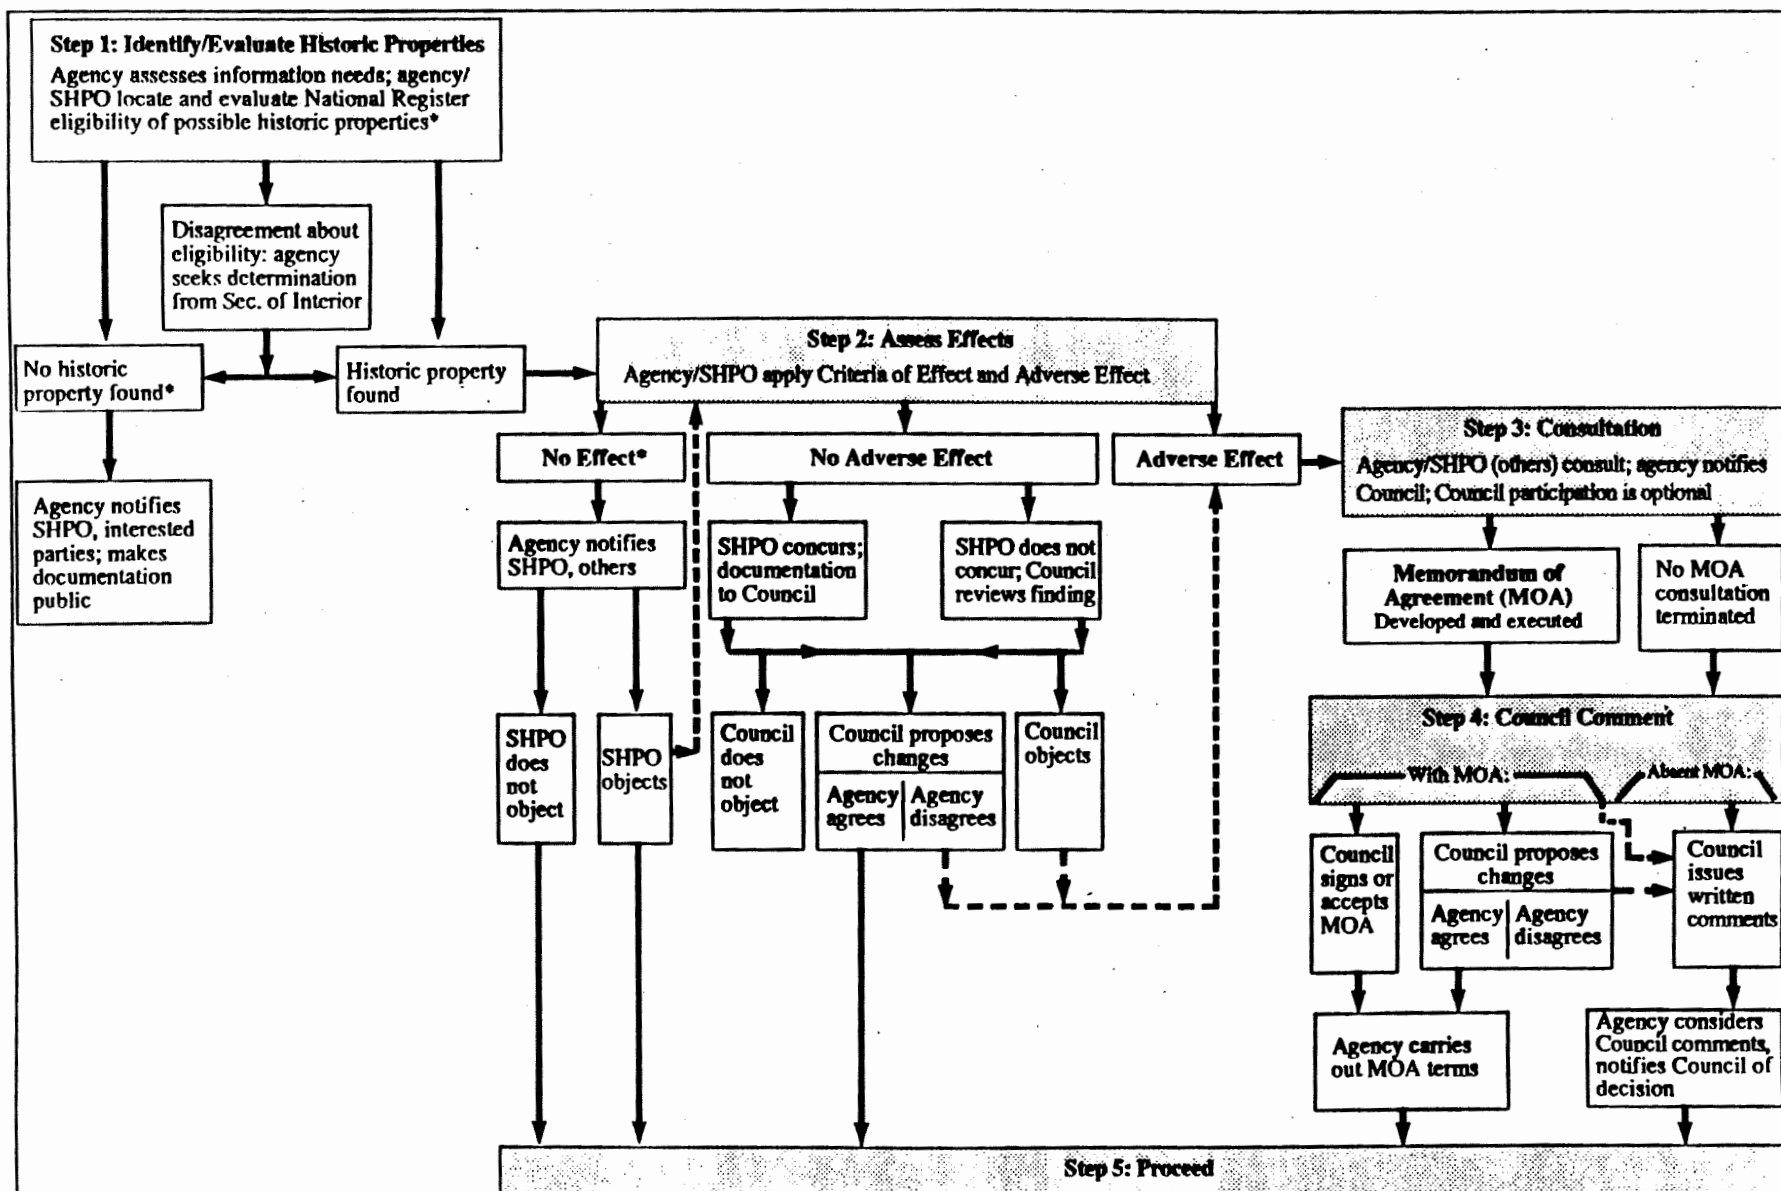 Step 1: Identify/Evaluate Historic Properties
Agency assesses information needs; agency/
SHPO locate and evaluate National Register
eligibility of possible historic properties*
Disagreement about
eligibility: agency
seeks determination
from Sec. of Interior
No historic
property found*
Historic property
found
Agency notifies
SHPO, interested
parties; makes
documentation
public
Step 2: Assess Effects
Agency/SHPO apply Criteria of Effect and Adverse Effect
No Effect*
No Adverse Effect
Adverse Effect
Agency notifies
SHPO, others
SHPO concurs;
documentation
to Council
SHPO does not
concur; Council
reviews finding
SHPO
does
not
object
SHPO
objects
Council
does
not
object
Council proposes
changes
Agency
agrees
Agency
disagrees
Council
objects
Step 3: Consultation
Agency/SHPO (others) consult; agency notifies
Council; Council participation is optional
Memorandum of
Agreement (MOA)
Developed and executed
No MOA
consultation
terminated
Step 4: Council Comment
With MOA:
Absent MOA:
Council
signs or
accepts
MOA
Council proposes
changes
Agency
agrees
Agency
disagrees
Council
issues
written
comments
Agency carries
out MOA terms
Agency considers
Council comments,
notifies Council of
decision
Step 5: Proceed